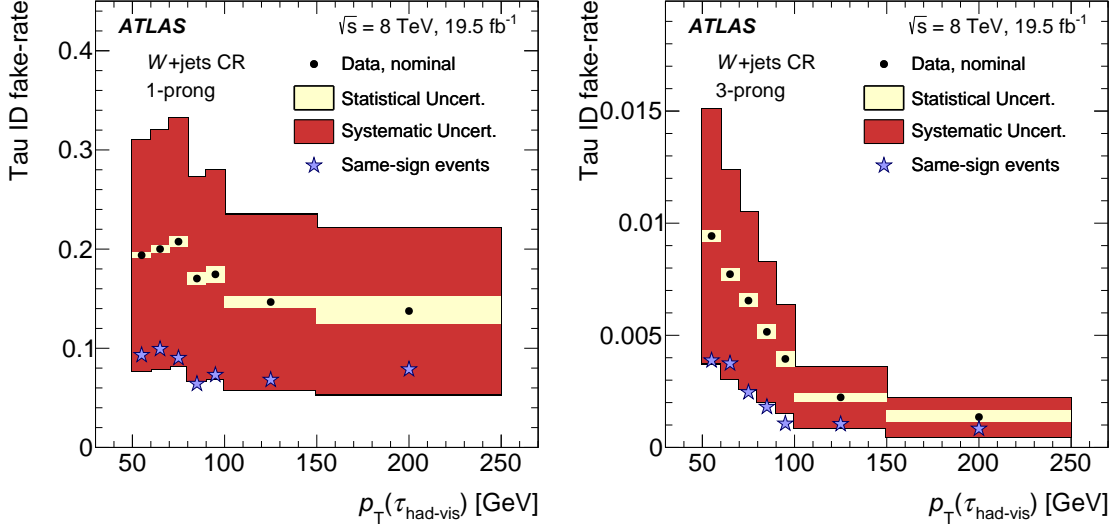 ATLAS
√s = 8 TeV, 19.5 fb-1
W+jets CR
1-prong
Data, nominal
Statistical Uncert.
Systematic Uncert.
Same-sign events
Tau ID fake-rate
0.4
0.3
0.2
0.1
0
50 100 150 200 250
pT(τhad-vis) [GeV]
ATLAS
√s = 8 TeV, 19.5 fb-1
W+jets CR
3-prong
Data, nominal
Statistical Uncert.
Systematic Uncert.
Same-sign events
Tau ID fake-rate
0.015
0.01
0.005
0
50 100 150 200 250
pT(τhad-vis) [GeV]